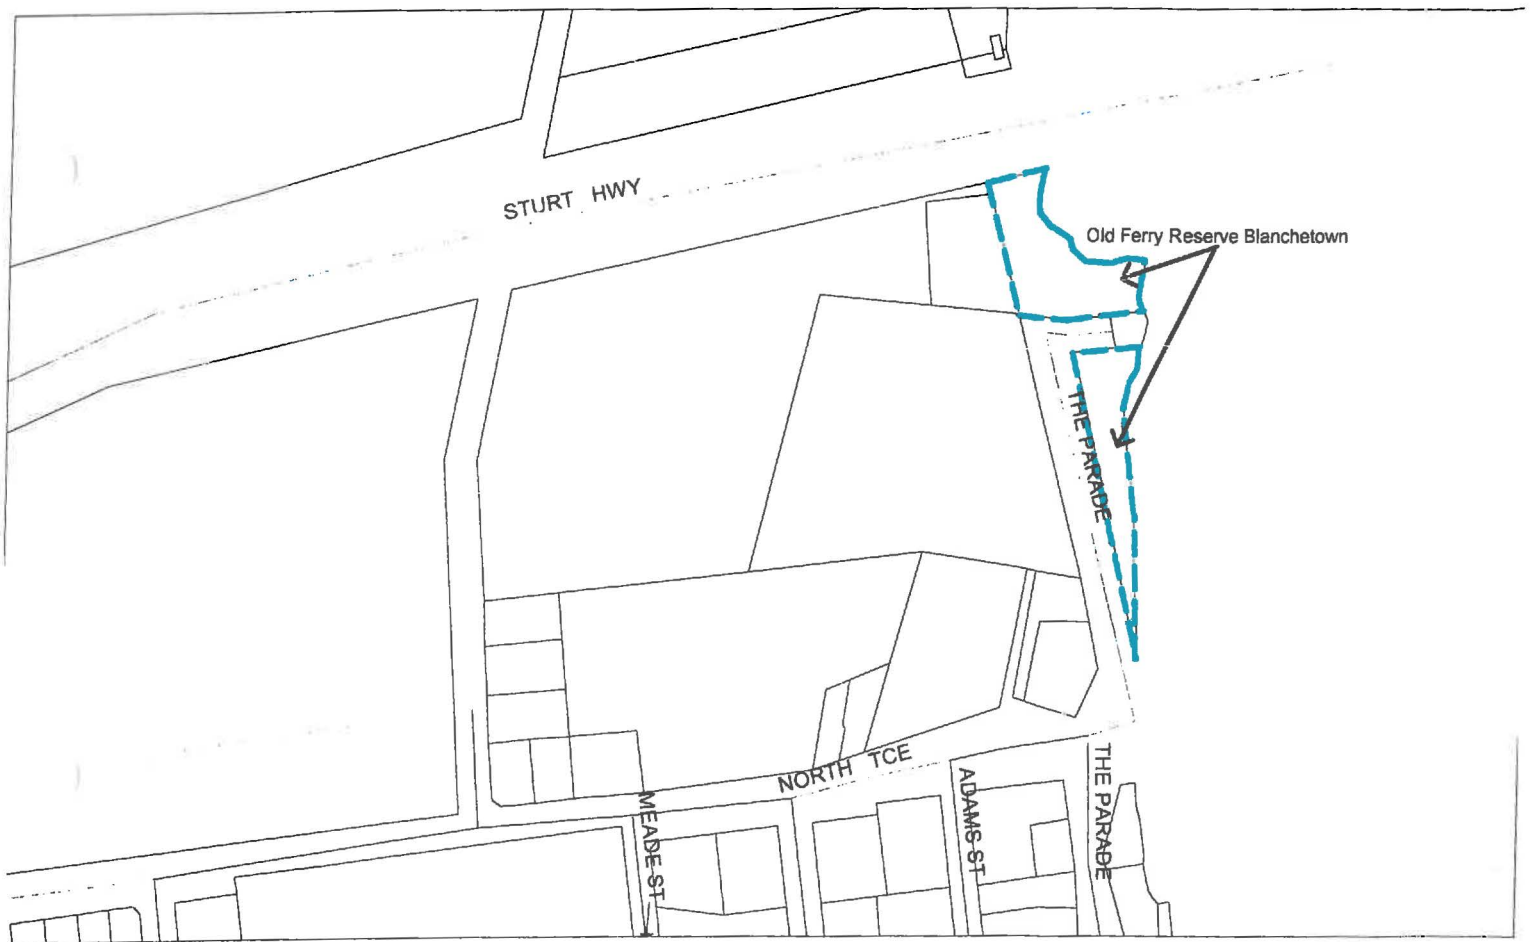 STURT HWY
Old Ferry Reserve Blanchetown
THE PARADE
NORTH TCE
MEADE ST
ADAMS ST
THE PARADE